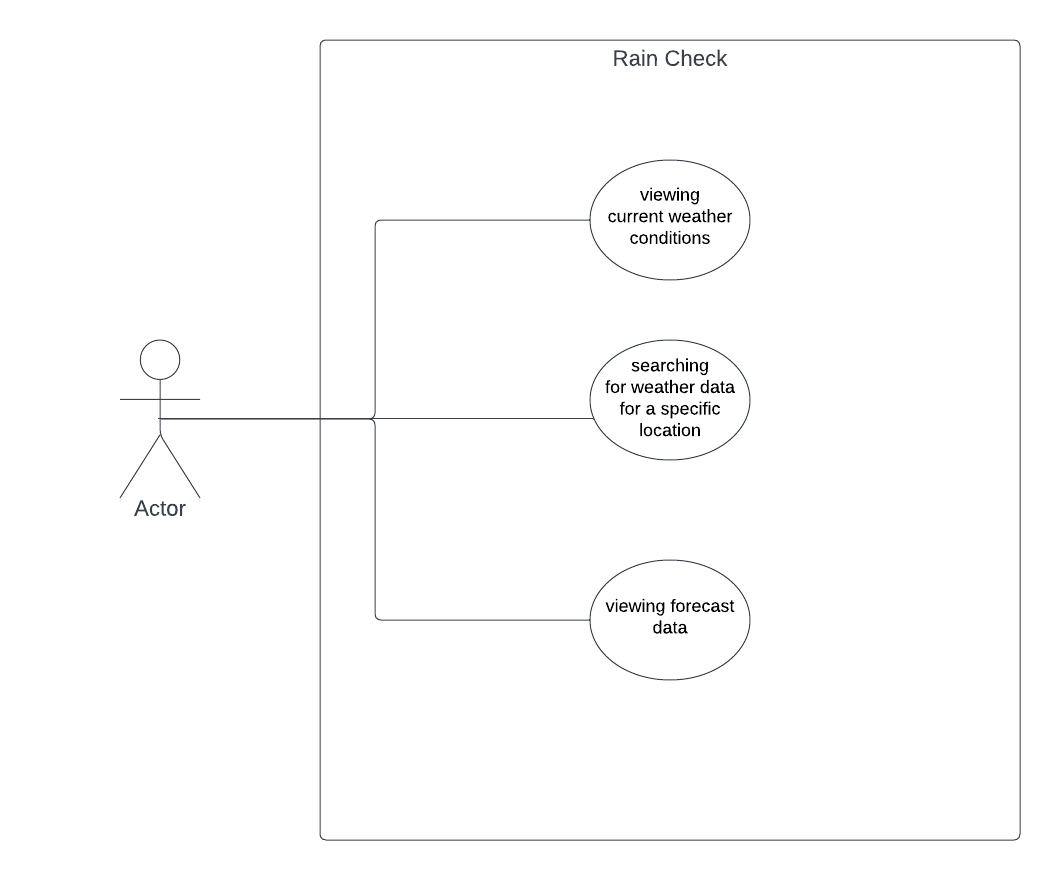 Rain Check
viewing
current weather
conditions
searching
for weather data
for a specific
location
Actor
viewing forecast
data